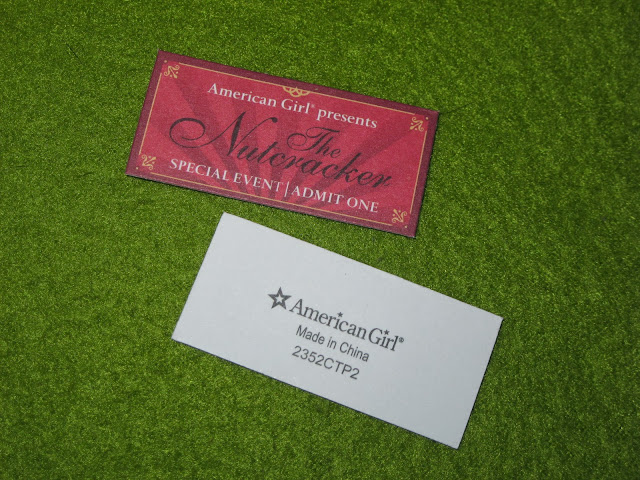 American Girl® presents
The
Nutcracker
SPECIAL EVENT | ADMIT ONE
American Girl®
Made in China
2352CTP2